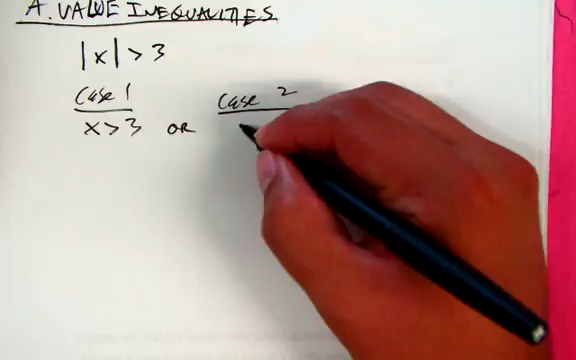 A. VALUE INEQUALITIES
|x| > 3
Case 1 Case 2
x > 3 OR